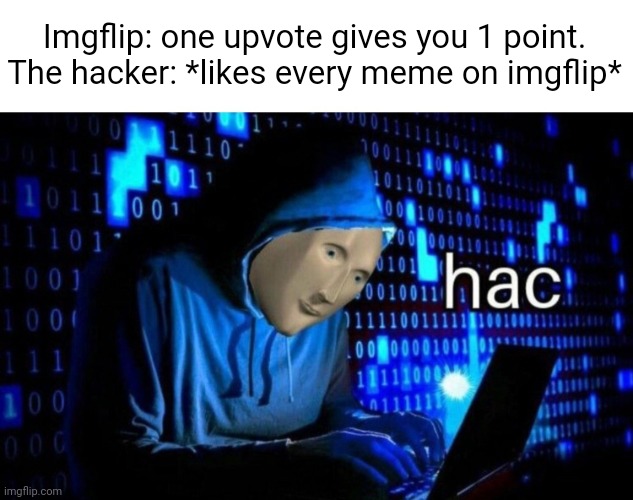 Imgflip: one upvote gives you 1 point.
The hacker: *likes every meme on imgflip*
hac
imgflip.com